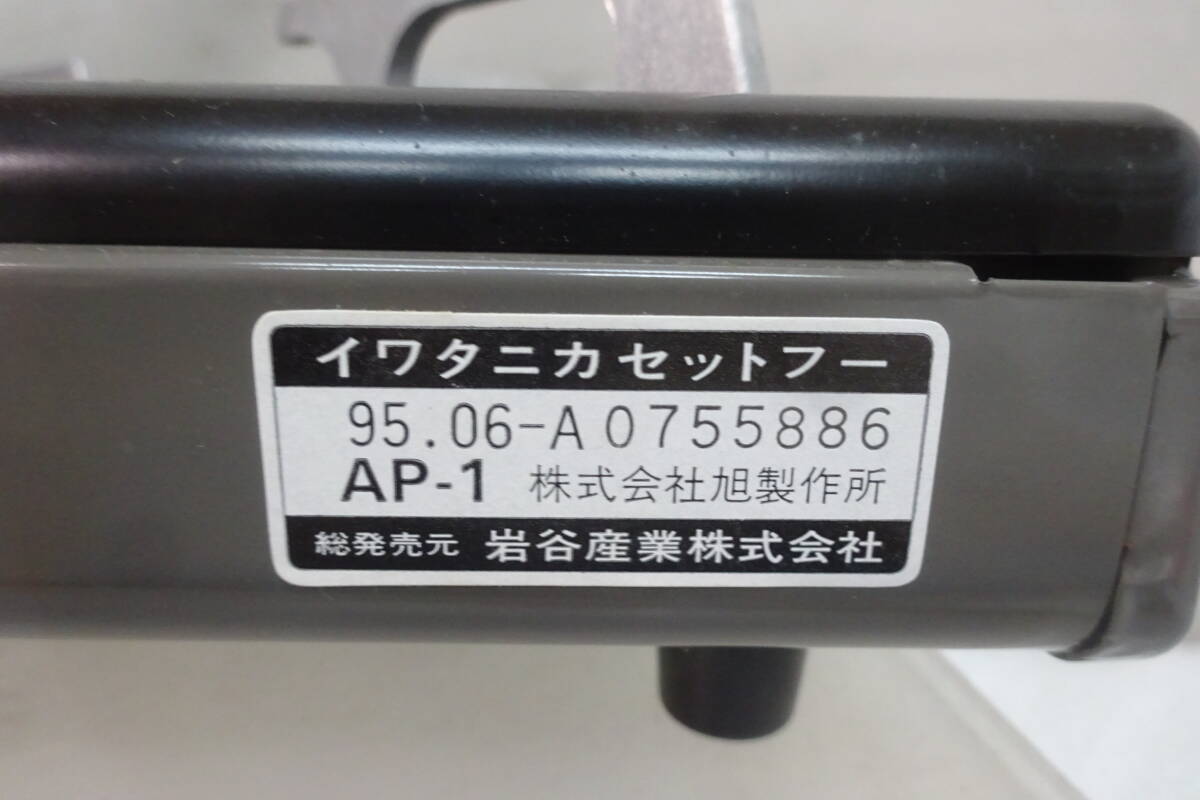 イワタニカセットフー
95.06-A0755886
AP-1 株式会社旭製作所
総発売元 岩谷産業株式会社